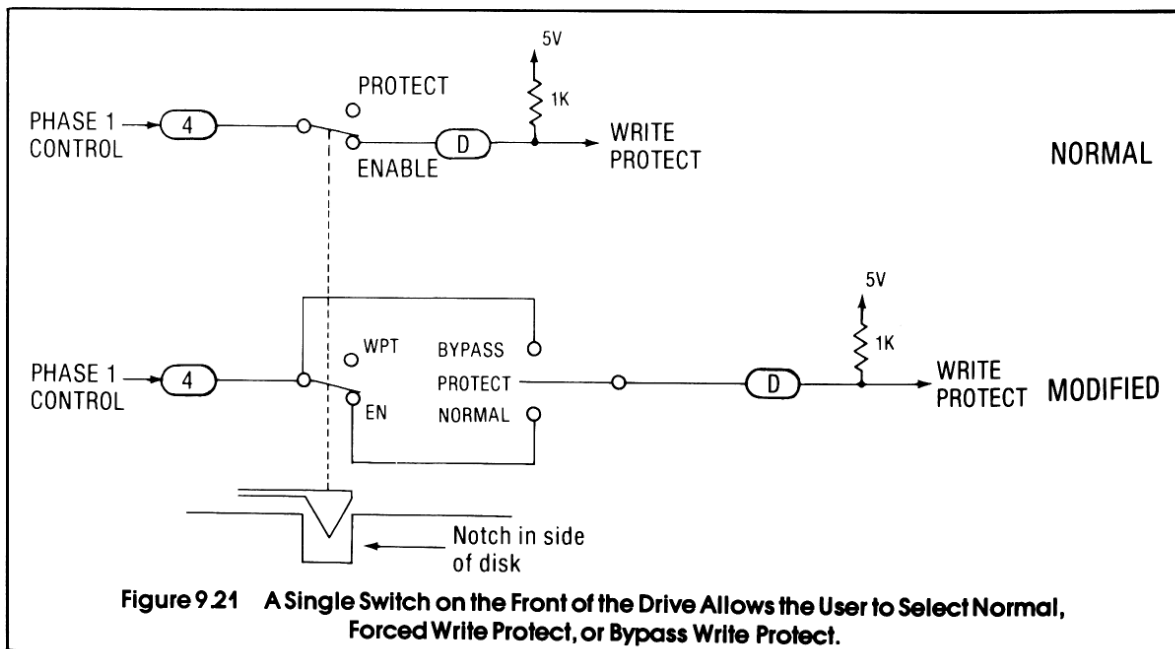 5V
PROTECT
1K
PHASE 1
CONTROL
4
ENABLE
D
WRITE
PROTECT
NORMAL
5V
1K
WPT
BYPASS
PHASE 1
CONTROL
4
PROTECT
EN
NORMAL
D
WRITE
PROTECT
MODIFIED
Notch in side
of disk
Figure 9.21 A Single Switch on the Front of the Drive Allows the User to Select Normal,
Forced Write Protect, or Bypass Write Protect.